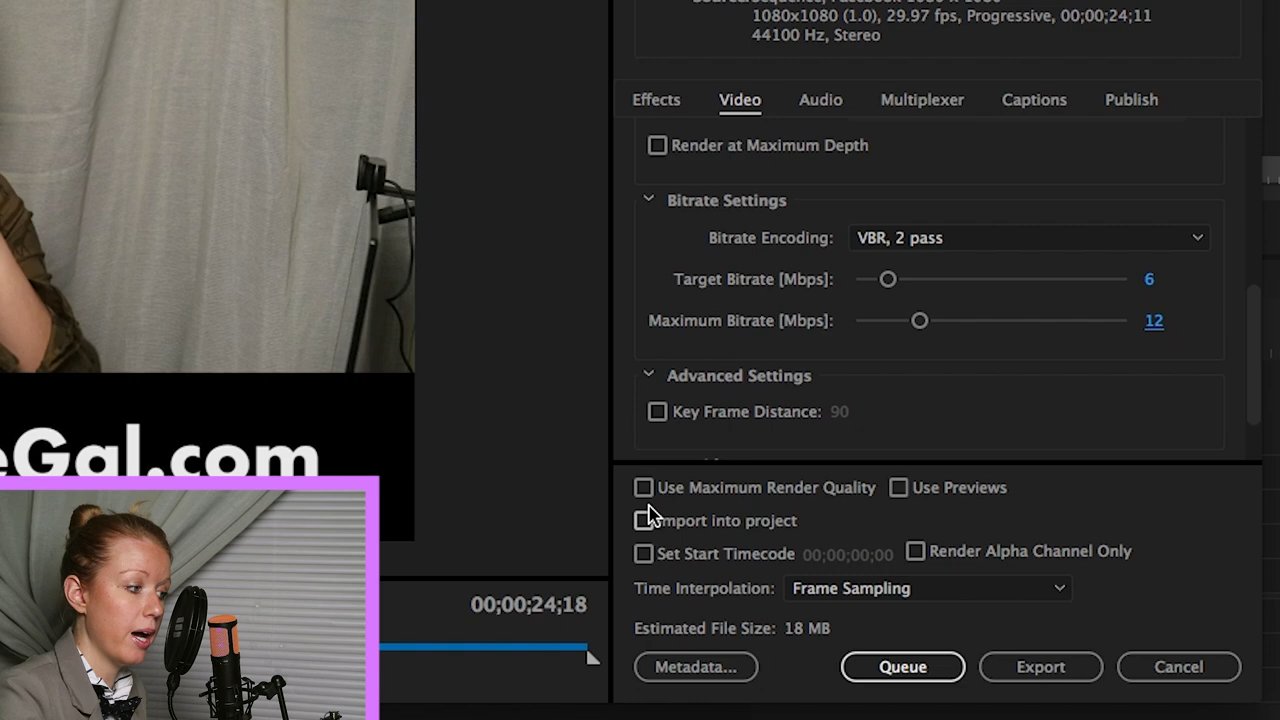 1080x1080 (1.0), 29.97 fps, Progressive, 00;00;24;11
44100 Hz, Stereo
Effects Video Audio Multiplexer Captions Publish
Render at Maximum Depth
Bitrate Settings
Bitrate Encoding: VBR, 2 pass
Target Bitrate [Mbps]: 6
Maximum Bitrate [Mbps]: 12
Advanced Settings
Key Frame Distance: 90
eGal.com
Use Maximum Render Quality Use Previews
Import into project
Set Start Timecode 00;00;00;00 Render Alpha Channel Only
Time Interpolation: Frame Sampling
00;00;24;18
Estimated File Size: 18 MB
Metadata... Queue Export Cancel